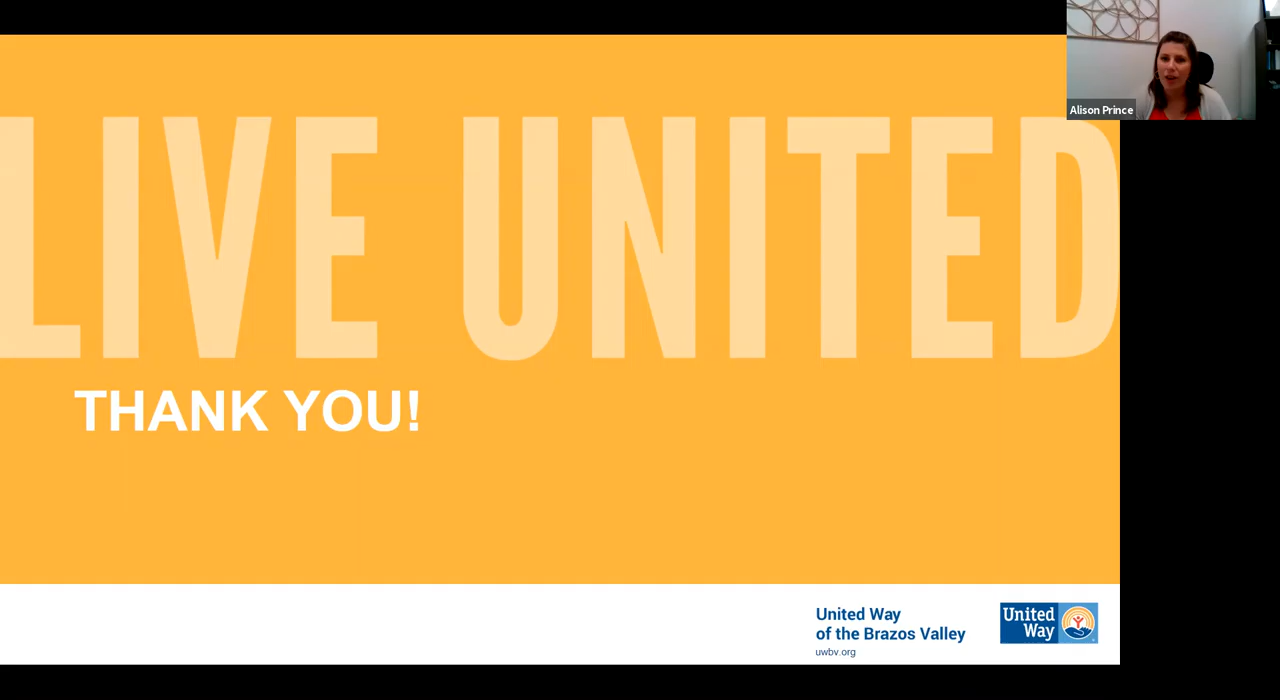 Alison Prince
LIVE UNITED
THANK YOU!
United Way
of the Brazos Valley
uwbv.org
United
Way